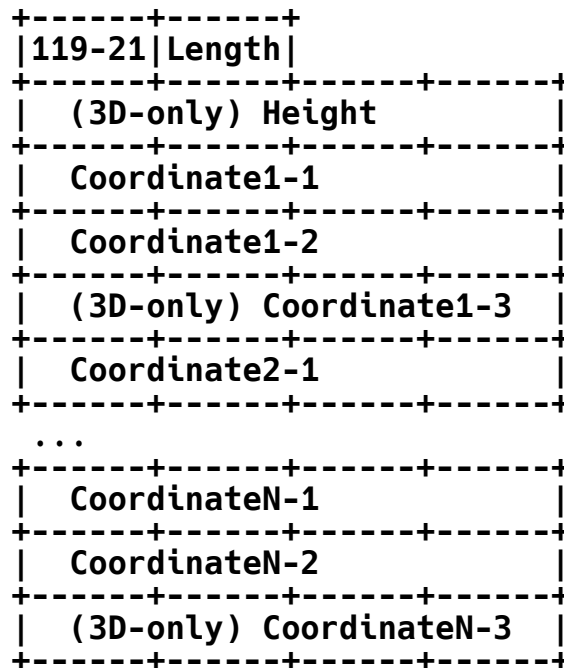 +------+------+
|119-21|Length|
+------+------+------+------+
|  (3D-only) Height         |
+------+------+------+------+
|  Coordinate1-1            |
+------+------+------+------+
|  Coordinate1-2            |
+------+------+------+------+
|  (3D-only) Coordinate1-3  |
+------+------+------+------+
|  Coordinate2-1            |
+------+------+------+------+
 ...
+------+------+------+------+
|  CoordinateN-1            |
+------+------+------+------+
|  CoordinateN-2            |
+------+------+------+------+
|  (3D-only) CoordinateN-3  |
+------+------+------+------+